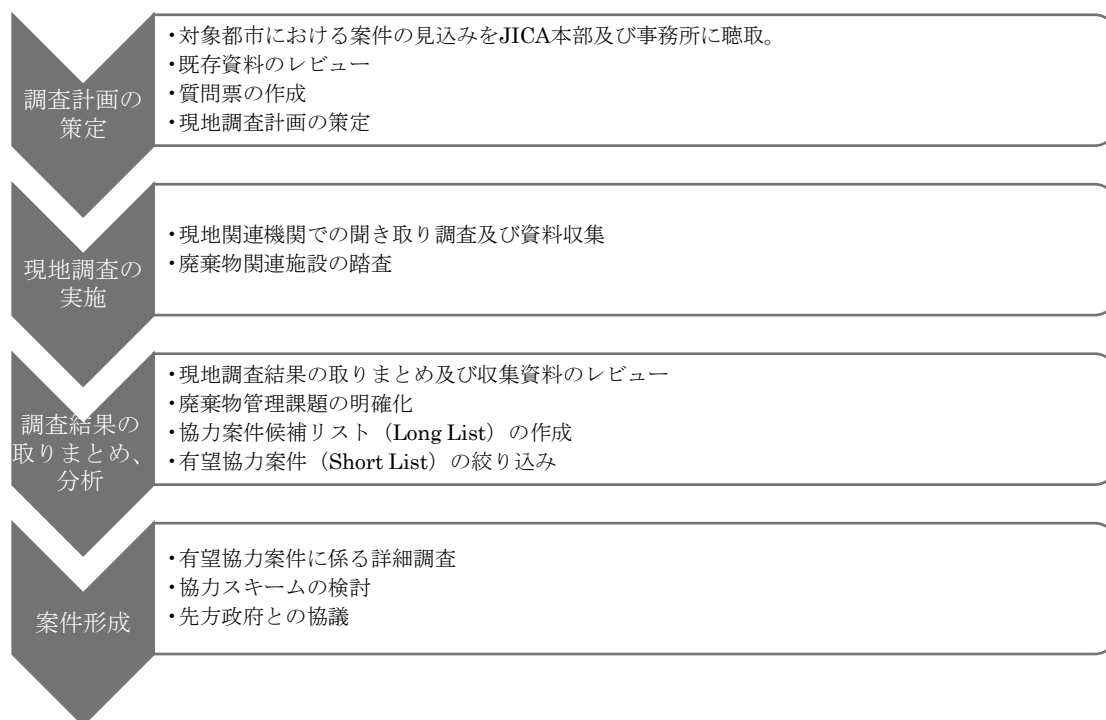 調査計画の
策定
・対象都市における案件の見込みをJICA本部及び事務所に聴取。
・既存資料のレビュー
・質問票の作成
・現地調査計画の策定
現地調査の
実施
・現地関連機関での聞き取り調査及び資料収集
・廃棄物関連施設の踏査
調査結果の
取りまとめ、
分析
・現地調査結果の取りまとめ及び収集資料のレビュー
・廃棄物管理課題の明確化
・協力案件候補リスト（Long List）の作成
・有望協力案件（Short List）の絞り込み
案件形成
・有望協力案件に係る詳細調査
・協力スキームの検討
・先方政府との協議